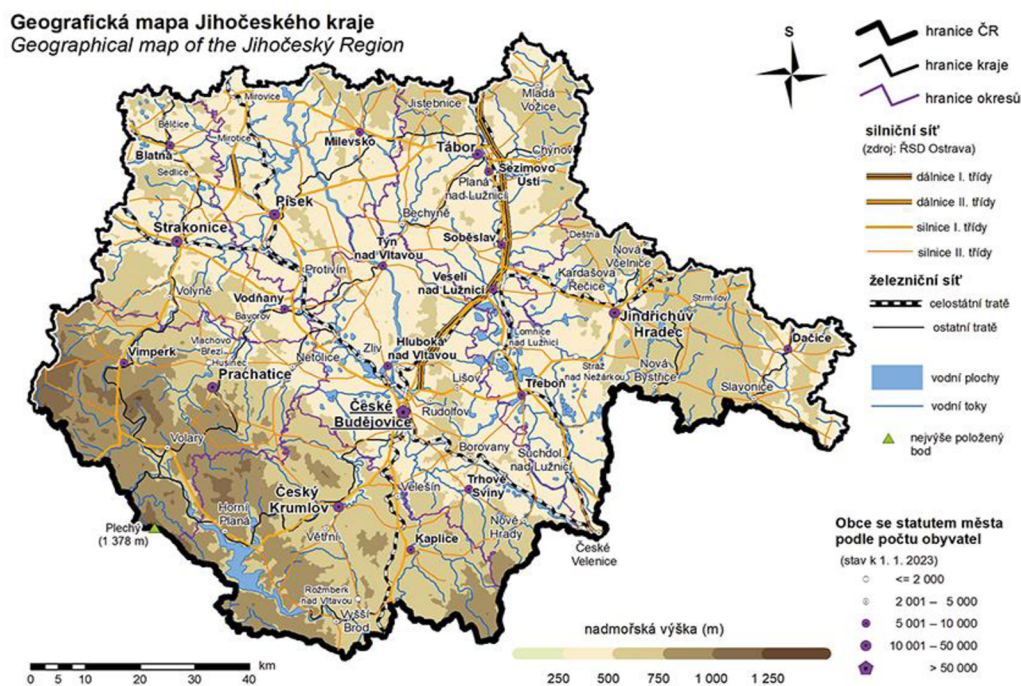 Geografická mapa Jihočeského kraje
Geographical map of the Jihočeský Region
S
hranice ČR
hranice kraje
hranice okresů
silniční síť
(zdroj: ŘSD Ostrava)
dálnice I. třídy
dálnice II. třídy
silnice I. třídy
silnice II. třídy
železniční síť
celostátní tratě
ostatní tratě
vodní plochy
vodní toky
nejvýše položený
bod
Obce se statutem města
podle počtu obyvatel
(stav k 1. 1. 2023)
<= 2 000
2 001 – 5 000
5 001 – 10 000
10 001 – 50 000
> 50 000
Mladá
Vožice
Mirovice
Jistebnice
Bělčice
Mirotice
Milevsko
Blatná
Tábor
Chýnov
Sedlice
Sezimovo
Ústí
Planá
nad Lužnicí
Písek
Bechyně
Strakonice
Soběslav
Deštná
Týn
nad Vltavou
Nová
Včelnice
Protivín
Kardašova
Řečice
Veselí
nad Lužnicí
Volyně
Vodňany
Bavorov
Strmilov
Jindřichův
Hradec
Lomnice
nad Lužnicí
Dačice
Vlachovo
Březí
Hluboká
nad Vltavou
Zliv
Netolice
Vimperk
Husinec
Stráž
nad Nežárkou
Nová
Bystřice
Prachatice
Lišov
Třeboň
Slavonice
České
Budějovice
Rudolfov
Volary
Borovany
Suchdol
nad Lužnicí
Český
Krumlov
Velešín
Trhové
Sviny
Horní
Planá
Plechý
(1 378 m)
Větřní
Kaplice
Nové
Hrady
České
Velenice
Rožmberk
nad Vltavou
Vyšší
Brod
nadmořská výška (m)
250 500 750 1 000 1 250
km
0 5 10 20 30 40